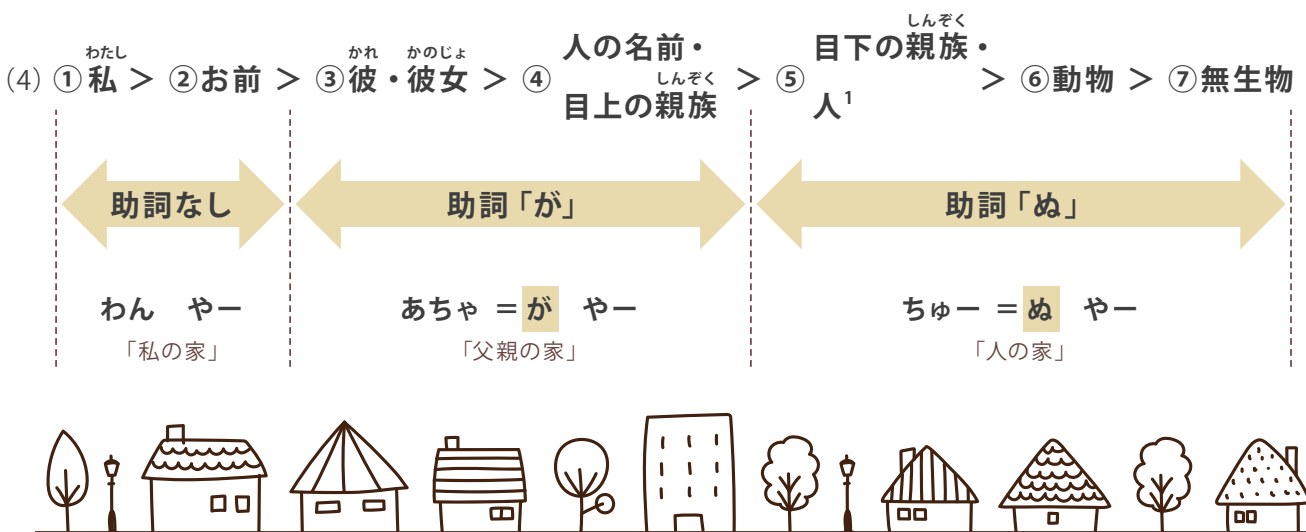 (4) ①私 > ②お前 > ③彼・彼女 > ④人の名前・目上の親族 > ⑤目下の親族・人1 > ⑥動物 > ⑦無生物
わたし かれ かのじょ しんぞく しんぞく
助詞なし 助詞「が」 助詞「ぬ」
わん やー あちゃ =が やー ちゅー =ぬ やー
「私の家」 「父親の家」 「人の家」